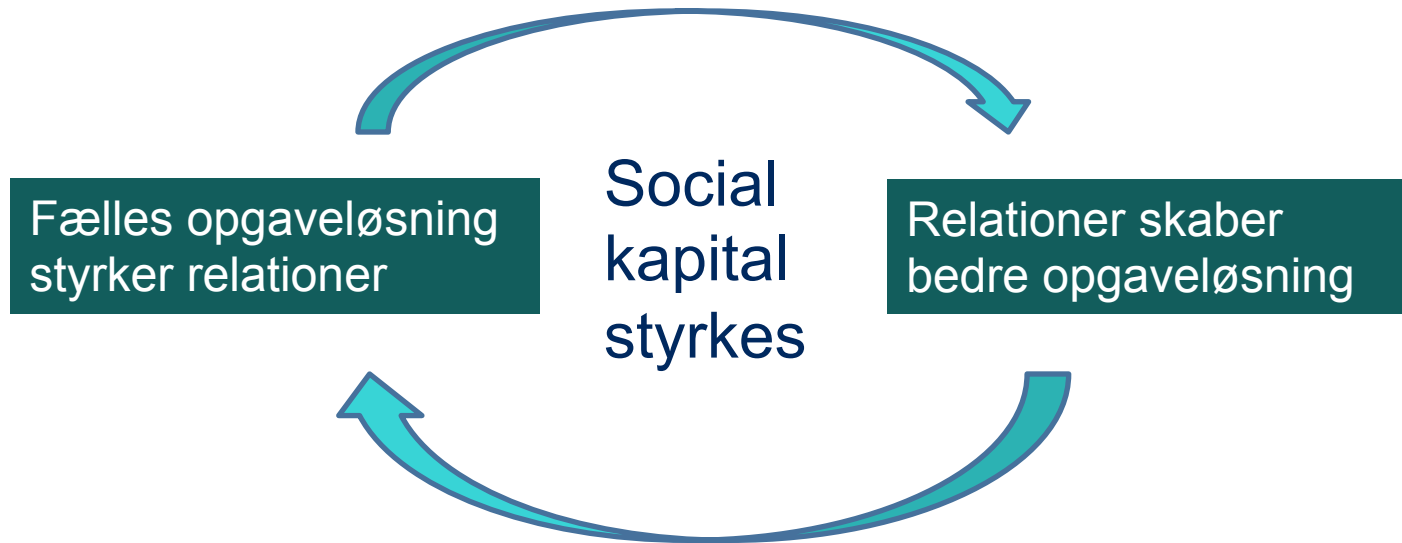 Fælles opgaveløsning
styrker relationer
Social
kapital
styrkes
Relationer skaber
bedre opgaveløsning